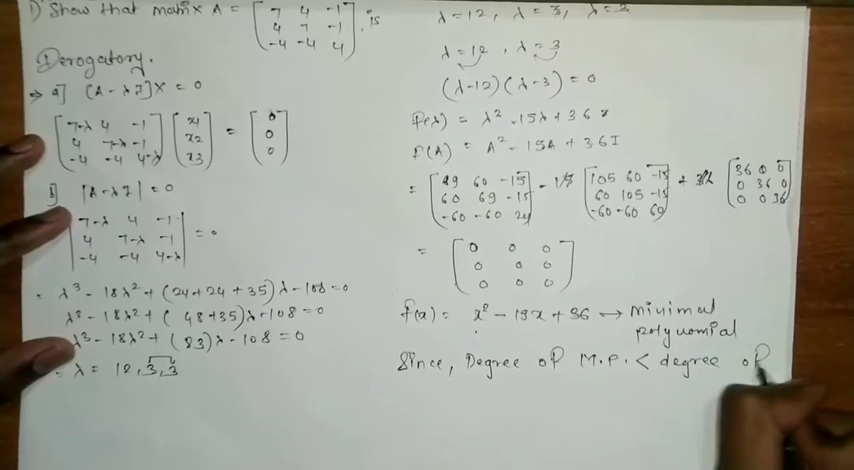 1) Show that matrix A = [7 4 -1
4 7 -1
-4 -4 4], is
Derogatory.
→ a] [A - λI]X = 0
[7-λ 4 -1
4 7-λ -1
-4 -4 4-λ] [x1
x2
x3] = [0
0
0]
b] |A - λI| = 0
|7-λ 4 -1
4 7-λ -1
-4 -4 4-λ| = 0
= λ³ - 18λ² + (24+24+35)λ - 108 = 0
λ³ - 18λ² + (48+35)λ - 108 = 0
λ³ - 18λ² + (83)λ - 108 = 0
= λ = 12, 3, 3
λ = 12, λ = 3, λ = 3
λ = 12, λ = 3
(λ-12)(λ-3) = 0
f(λ) = λ² - 15λ + 36
f(A) = A² - 15A + 36I
= [69 60 -15
60 69 -15
-60 -60 24] - [105 60 -15
60 105 -15
-60 -60 60] + [36 0 0
0 36 0
0 0 36]
= [0 0 0
0 0 0
0 0 0]
f(x) = x² - 15x + 36 → minimal
polynomial
Since, Degree of M.P. < degree of